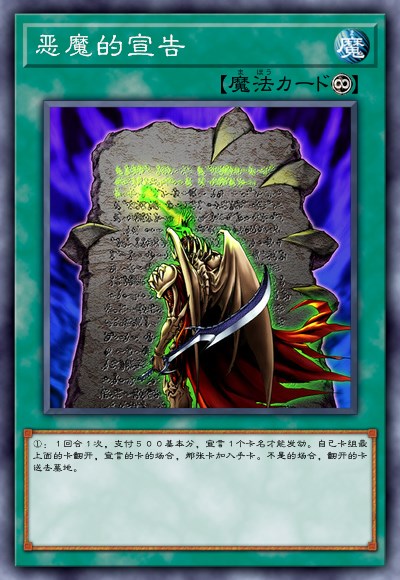 恶魔的宣告
魔
【魔法カード】
まほう
①:1回合1次,支付500基本分,宣言1个卡名才能发动。自己卡组最
上面的卡翻开,宣言的卡的场合,那张卡加入手卡。不是的场合,翻开的卡
送去墓地。